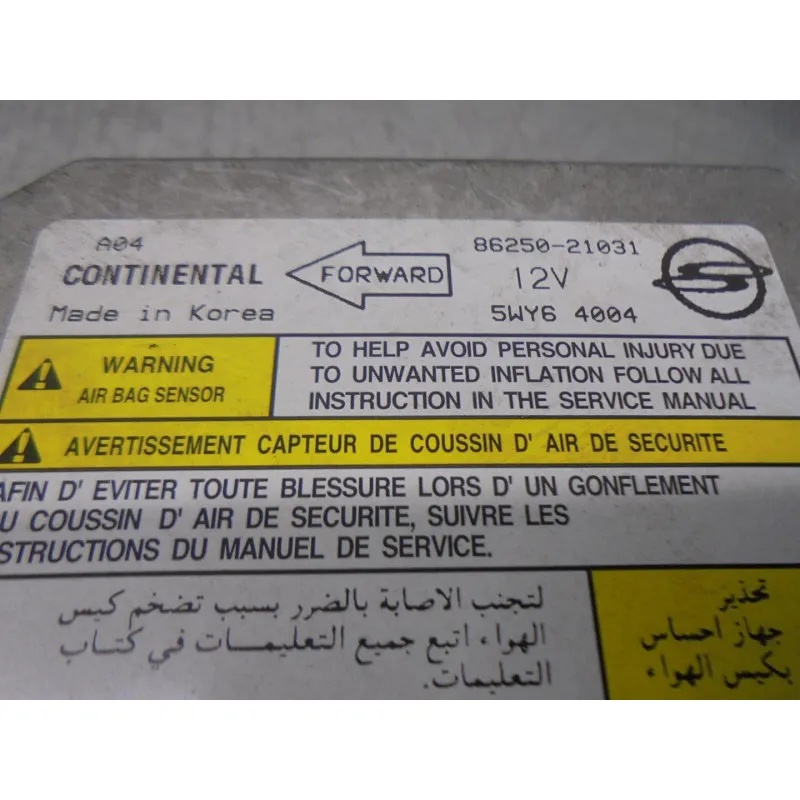 A04
CONTINENTAL
Made in Korea
FORWARD
86250-21031
12V
5WY6 4004
WARNING
AIR BAG SENSOR
TO HELP AVOID PERSONAL INJURY DUE
TO UNWANTED INFLATION FOLLOW ALL
INSTRUCTION IN THE SERVICE MANUAL
AVERTISSEMENT CAPTEUR DE COUSSIN D' AIR DE SECURITE
AFIN D' EVITER TOUTE BLESSURE LORS D' UN GONFLEMENT
U COUSSIN D' AIR DE SECURITE, SUIVRE LES
STRUCTIONS DU MANUEL DE SERVICE.
تحذير
جهاز احساس
بكيس الهواء
لتجنب الاصابة بالضرر بسبب تضخم كيس
الهواء اتبع جميع التعليمات في كتاب
التعليمات.